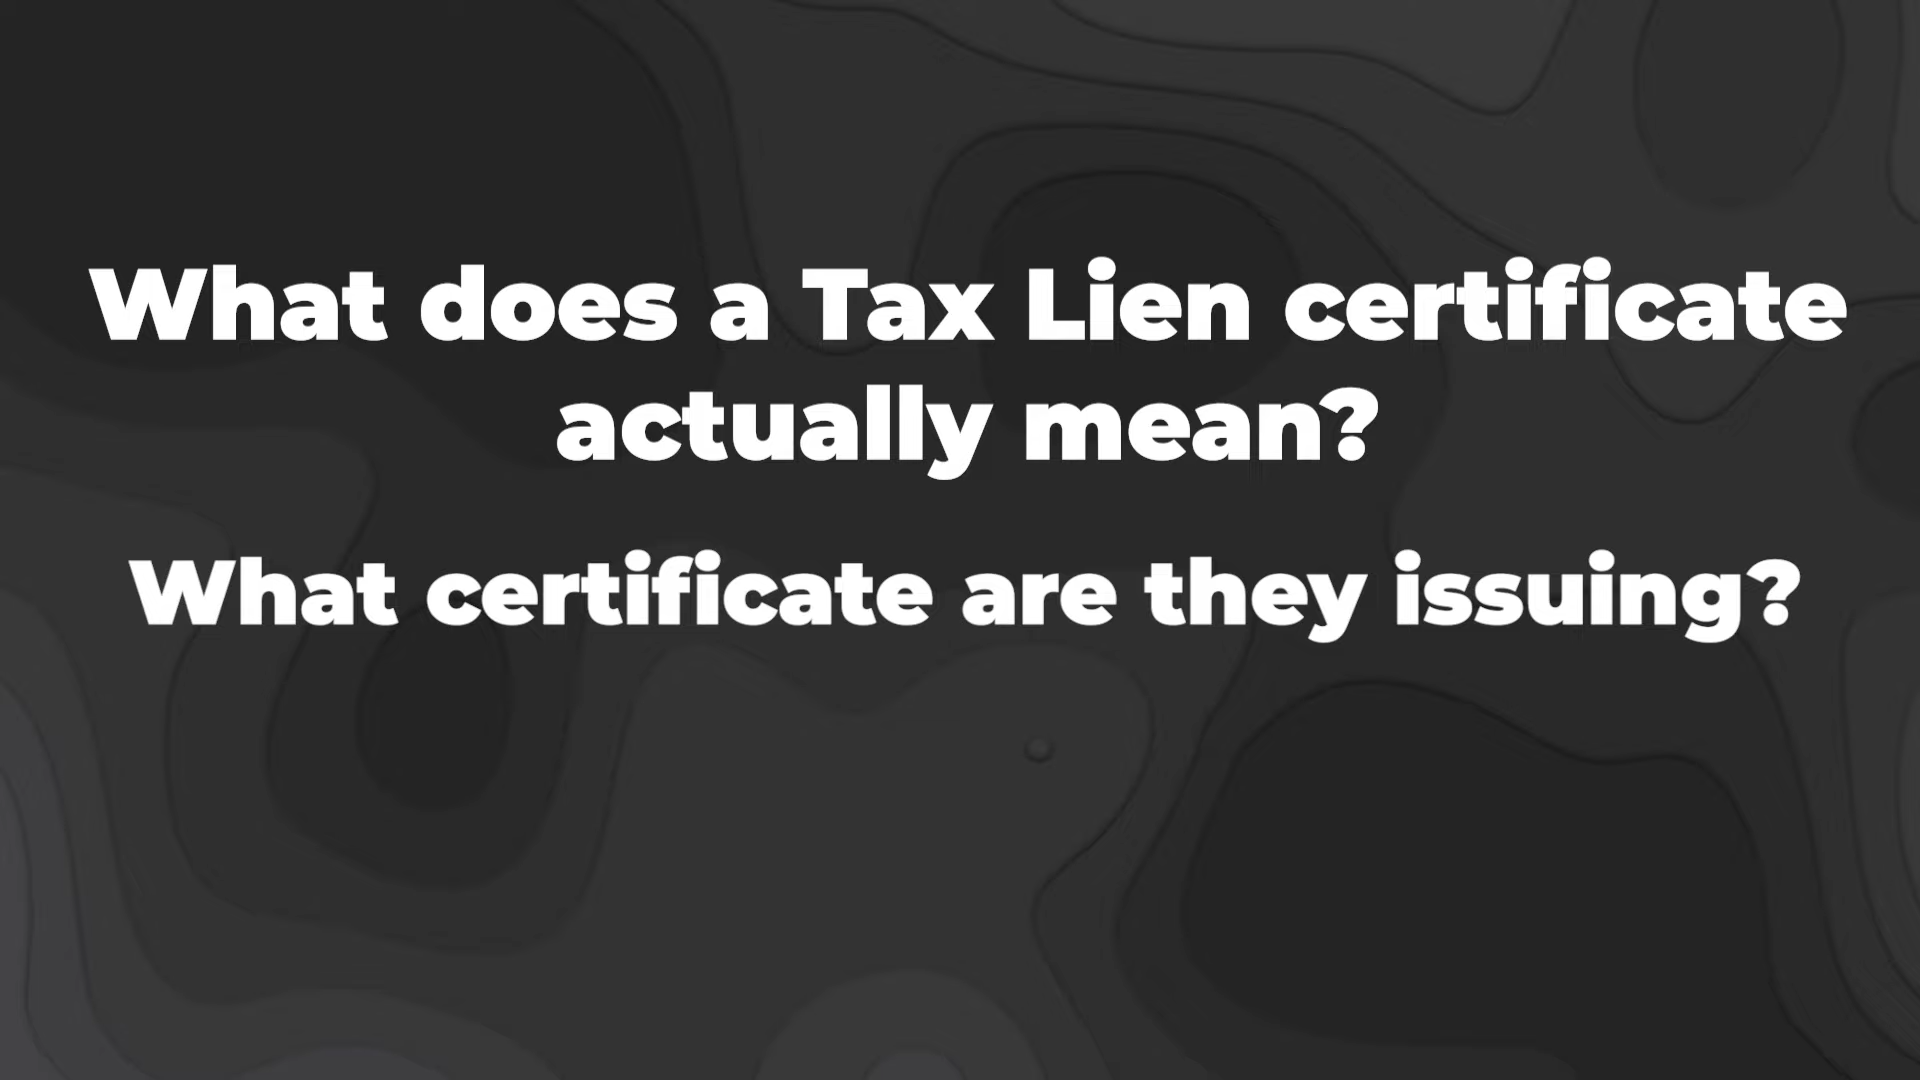 What does a Tax Lien certificate
actually mean?
What certificate are they issuing?